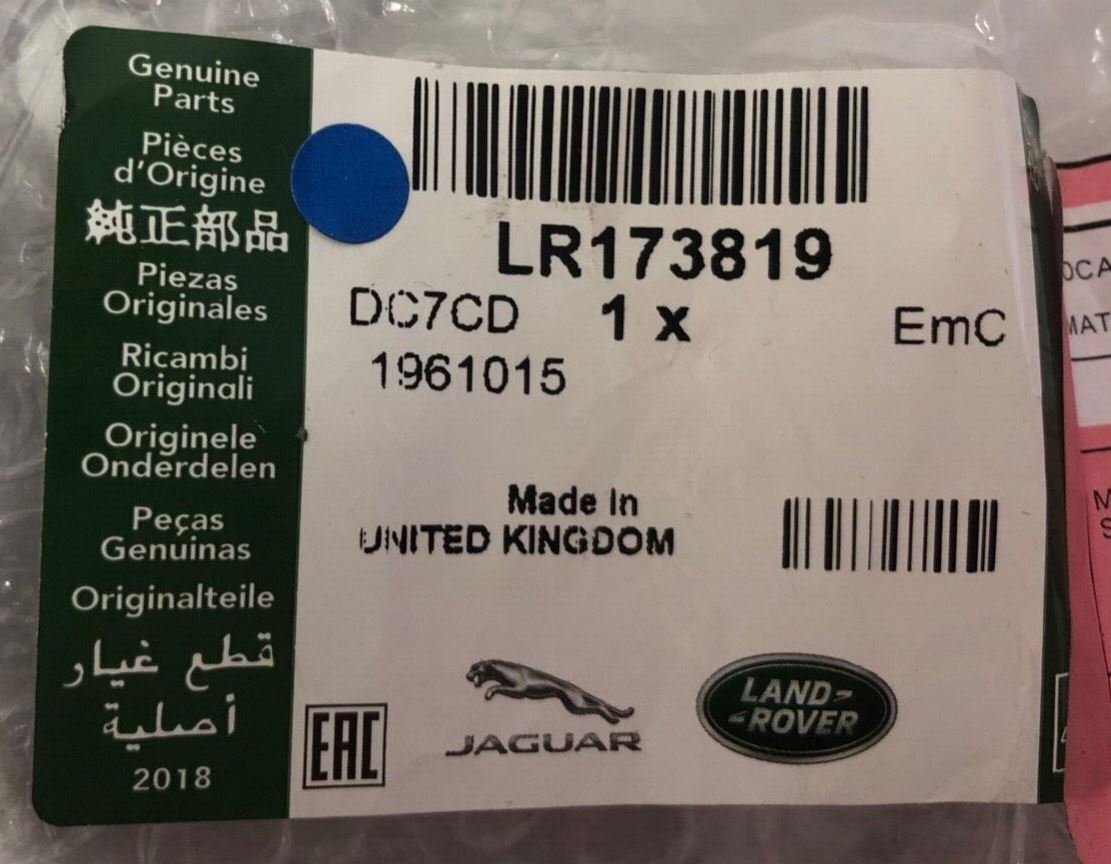 Genuine
Parts
Pièces
d'Origine
純正部品
Piezas
Originales
Ricambi
Originali
Originele
Onderdelen
Peças
Genuinas
Originalteile
قطع غيار
أصلية
2018
LR173819
DC7CD 1 x EmC
1961015
Made In
UNITED KINGDOM
EAC
JAGUAR
LAND-
-ROVER